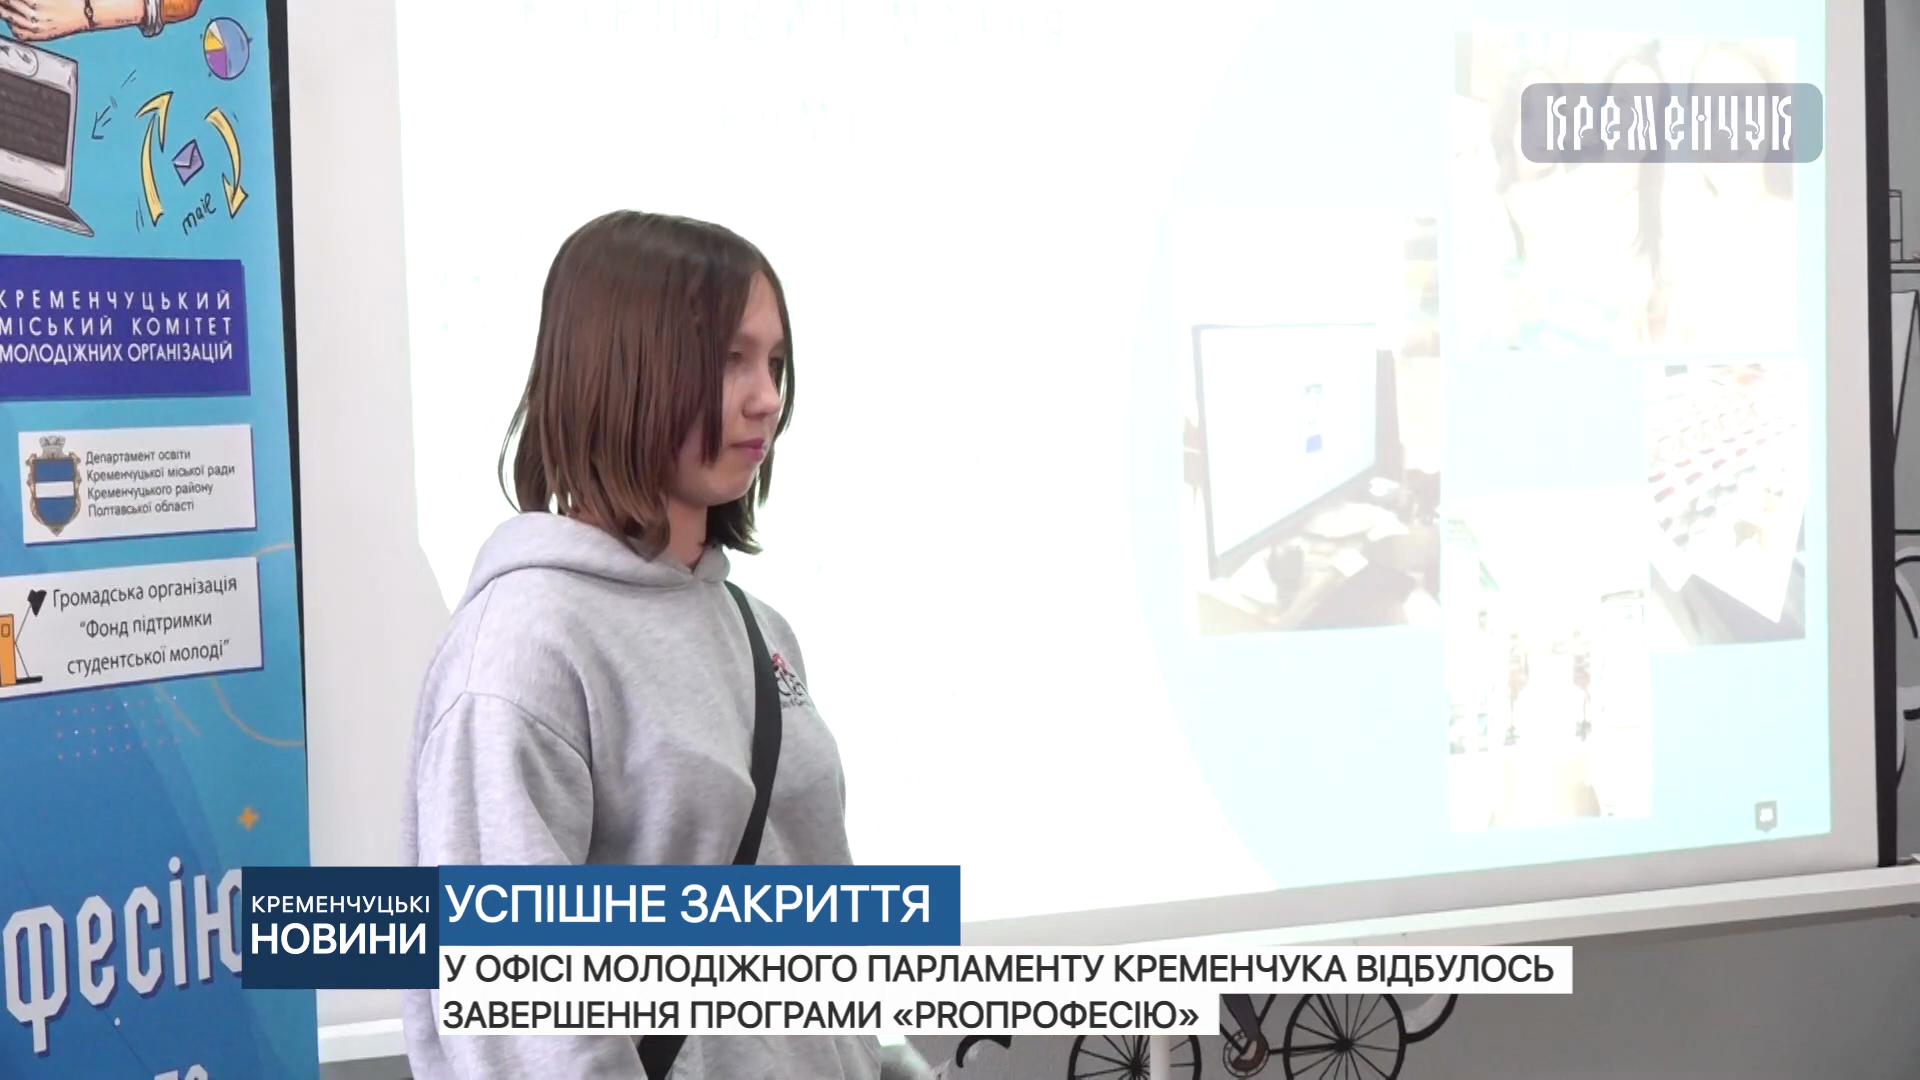 КРЕМЕНЧУК
maie
КРЕМЕНЧУЦЬКИЙ
МІСЬКИЙ КОМІТЕТ
МОЛОДІЖНИХ ОРГАНІЗАЦІЙ
Департамент освіти
Кременчуцької міської ради
Кременчуцького району
Полтавської області
Громадська організація
"Фонд підтримки
студентської молоді"
фесію
КРЕМЕНЧУЦЬКІ
НОВИНИ
УСПІШНЕ ЗАКРИТТЯ
У ОФІСІ МОЛОДІЖНОГО ПАРЛАМЕНТУ КРЕМЕНЧУКА ВІДБУЛОСЬ
ЗАВЕРШЕННЯ ПРОГРАМИ «PROПРОФЕСІЮ»